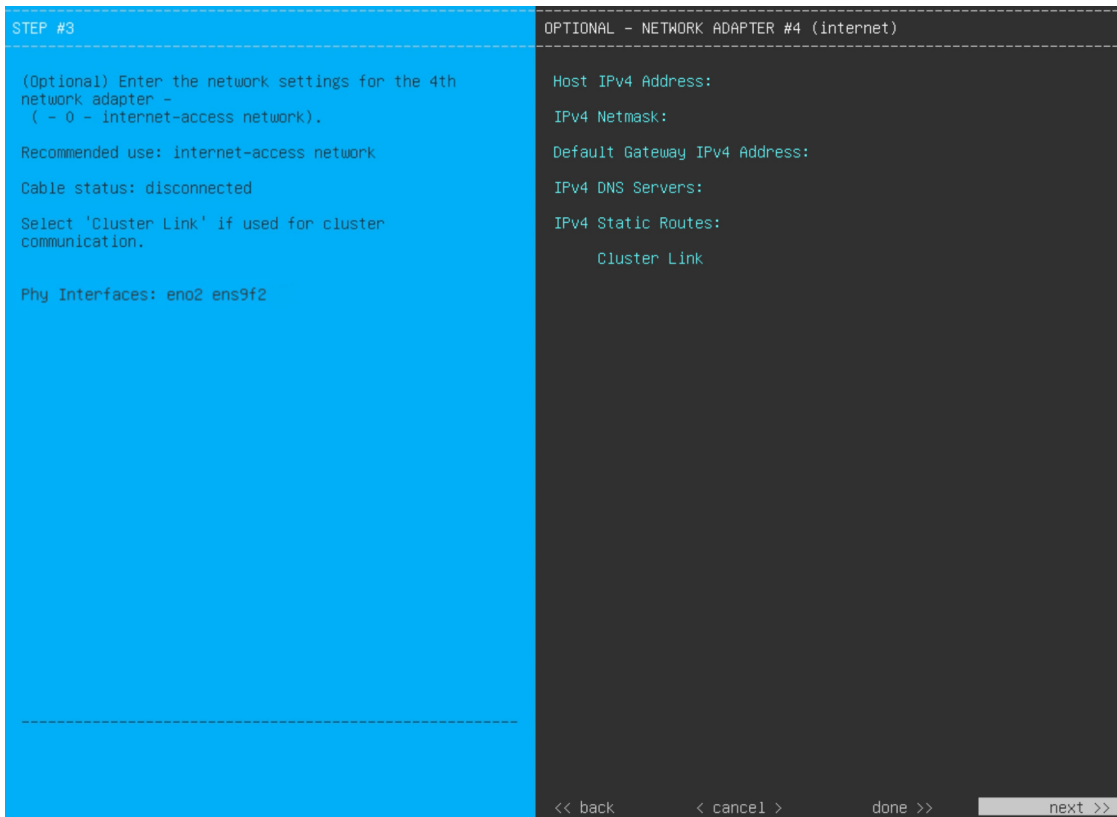 STEP #3
(Optional) Enter the network settings for the 4th
network adapter -
( - O - internet-access network).
Recommended use: internet-access network
Cable status: disconnected
Select 'Cluster Link' if used for cluster
communication.
Phy Interfaces: eno2 ens9f2
OPTIONAL - NETWORK ADAPTER #4 (internet)
Host IPv4 Address:
IPv4 Netmask:
Default Gateway IPv4 Address:
IPv4 DNS Servers:
IPv4 Static Routes:
Cluster Link
<< back < cancel > done >> next >>